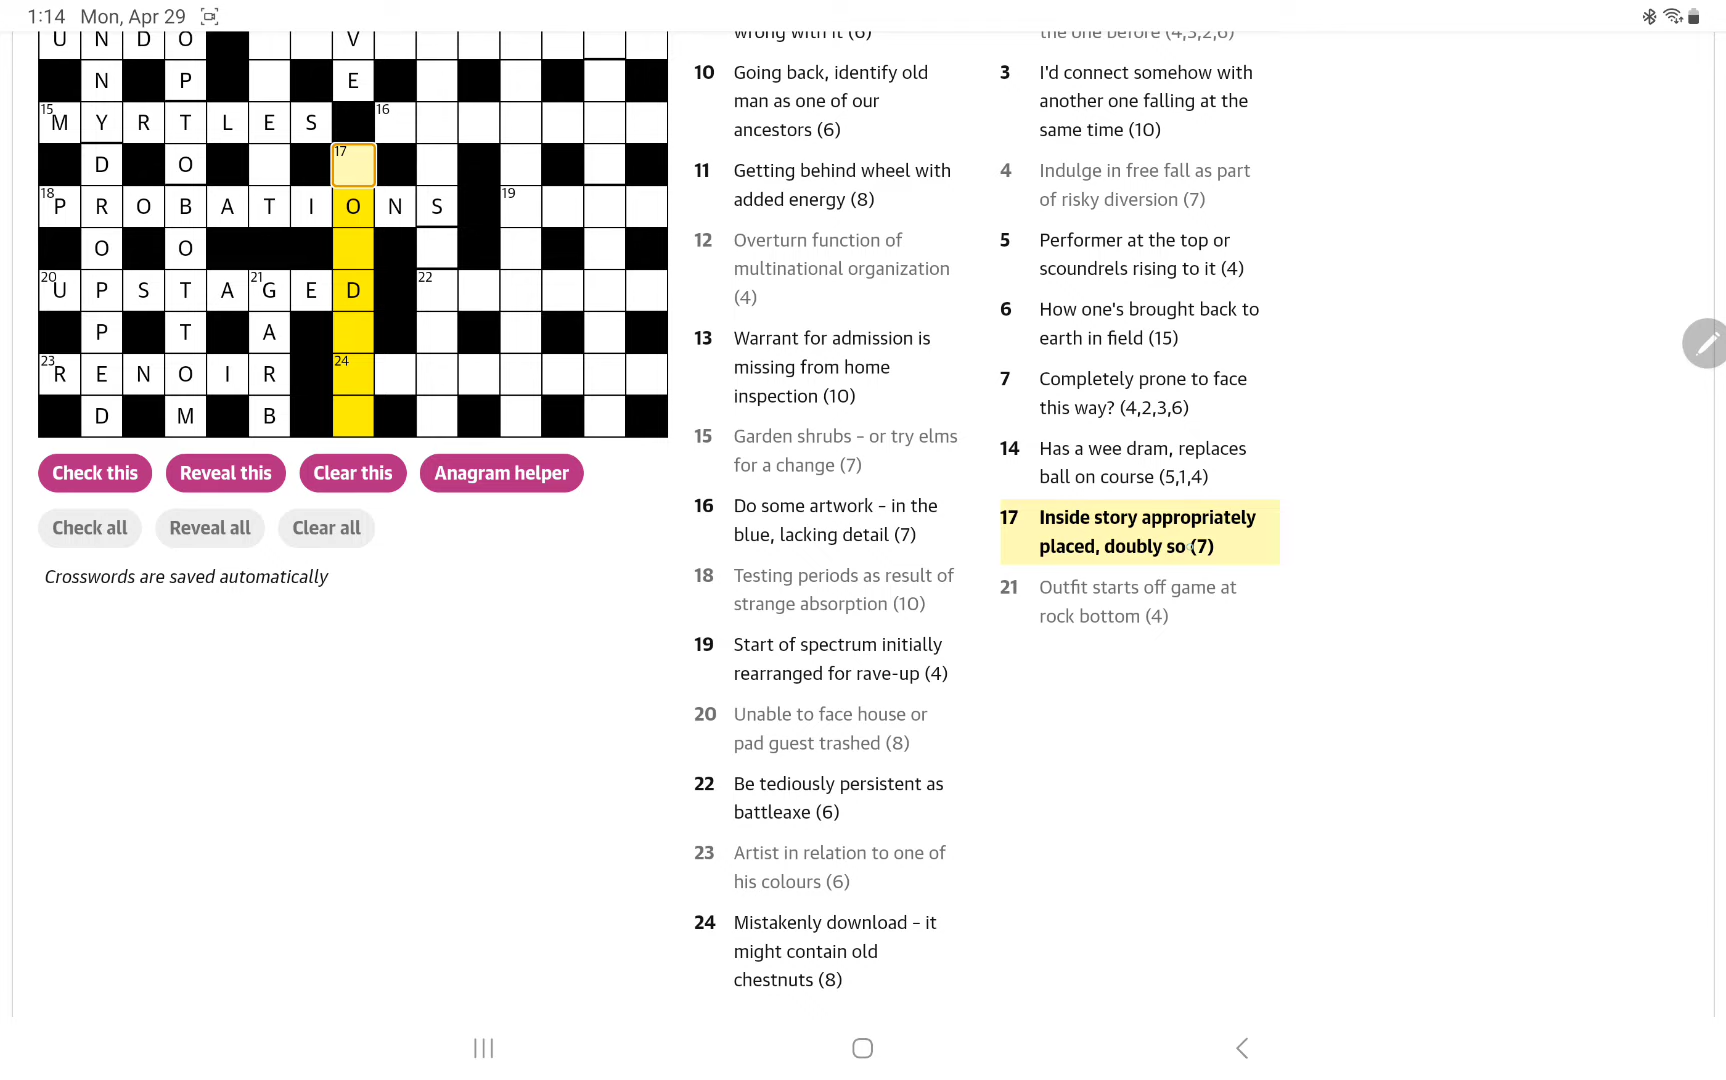 1:14 Mon, Apr 29
U N D O V
wrong with it (6)
the one before (4,3,2,6)
N P E
15 M Y R T L E S 16
D O 17
18 P R O B A T I O N S 19
O O
20 U P S T A 21 G E D 22
P T A
23 R E N O I R 24
D M B
Check this Reveal this Clear this Anagram helper
Check all Reveal all Clear all
Crosswords are saved automatically
10 Going back, identify old
man as one of our
ancestors (6)
11 Getting behind wheel with
added energy (8)
12 Overturn function of
multinational organization
(4)
13 Warrant for admission is
missing from home
inspection (10)
15 Garden shrubs – or try elms
for a change (7)
16 Do some artwork – in the
blue, lacking detail (7)
18 Testing periods as result of
strange absorption (10)
19 Start of spectrum initially
rearranged for rave-up (4)
20 Unable to face house or
pad guest trashed (8)
22 Be tediously persistent as
battleaxe (6)
23 Artist in relation to one of
his colours (6)
24 Mistakenly download – it
might contain old
chestnuts (8)
3 I'd connect somehow with
another one falling at the
same time (10)
4 Indulge in free fall as part
of risky diversion (7)
5 Performer at the top or
scoundrels rising to it (4)
6 How one's brought back to
earth in field (15)
7 Completely prone to face
this way? (4,2,3,6)
14 Has a wee dram, replaces
ball on course (5,1,4)
17 Inside story appropriately
placed, doubly so (7)
21 Outfit starts off game at
rock bottom (4)